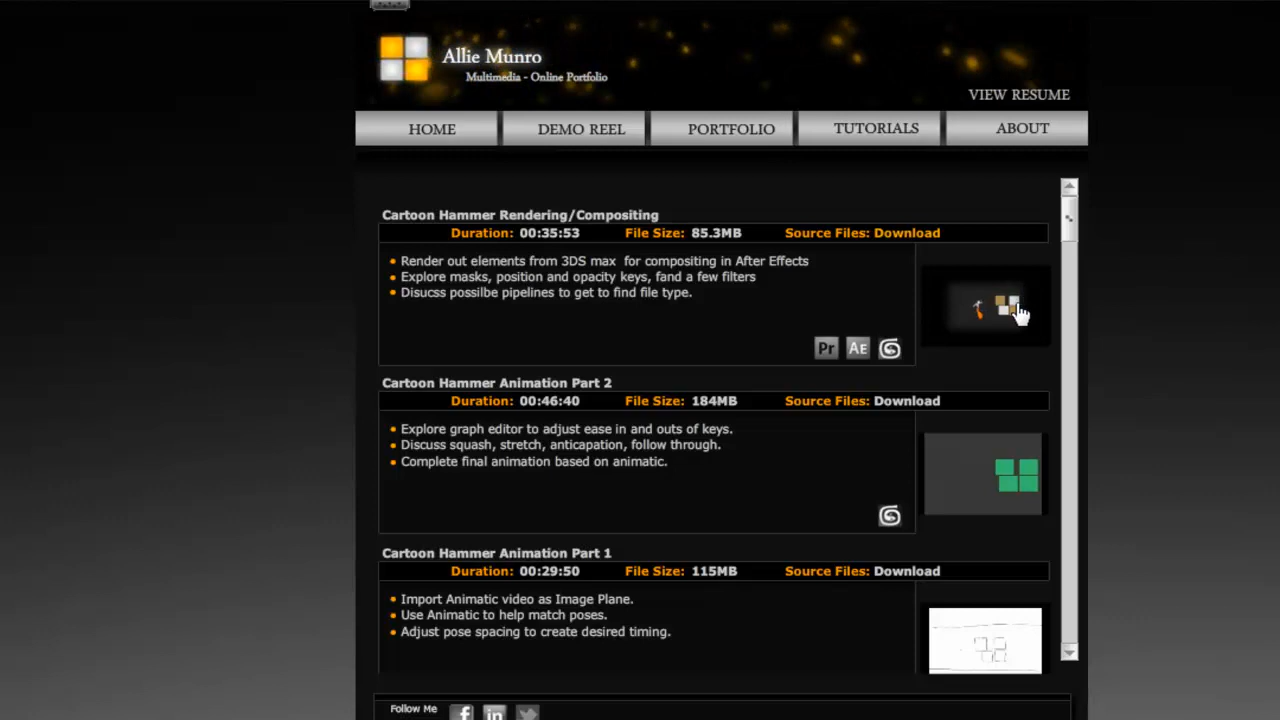 Allie Munro
Multimedia - Online Portfolio
VIEW RESUME
HOME DEMO REEL PORTFOLIO TUTORIALS ABOUT
Cartoon Hammer Rendering/Compositing
Duration: 00:35:53 File Size: 85.3MB Source Files: Download
Render out elements from 3DS max for compositing in After Effects
Explore masks, position and opacity keys, fand a few filters
Disucss possilbe pipelines to get to find file type.
Pr AE
Cartoon Hammer Animation Part 2
Duration: 00:46:40 File Size: 184MB Source Files: Download
Explore graph editor to adjust ease in and outs of keys.
Discuss squash, stretch, anticapation, follow through.
Complete final animation based on animatic.
Cartoon Hammer Animation Part 1
Duration: 00:29:50 File Size: 115MB Source Files: Download
Import Animatic video as Image Plane.
Use Animatic to help match poses.
Adjust pose spacing to create desired timing.
Follow Me f in